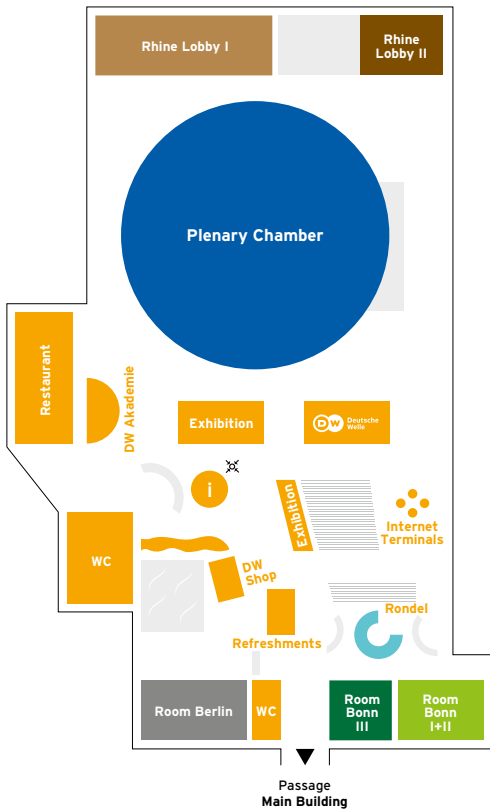 Rhine Lobby I
Rhine
Lobby II
Plenary Chamber
Restaurant
DW Akademie
Exhibition
DW Deutsche
Welle
i
Exhibition
Internet
Terminals
WC
DW
Shop
Rondel
Refreshments
Room Berlin
WC
Room
Bonn
III
Room
Bonn
I+II
Passage
Main Building